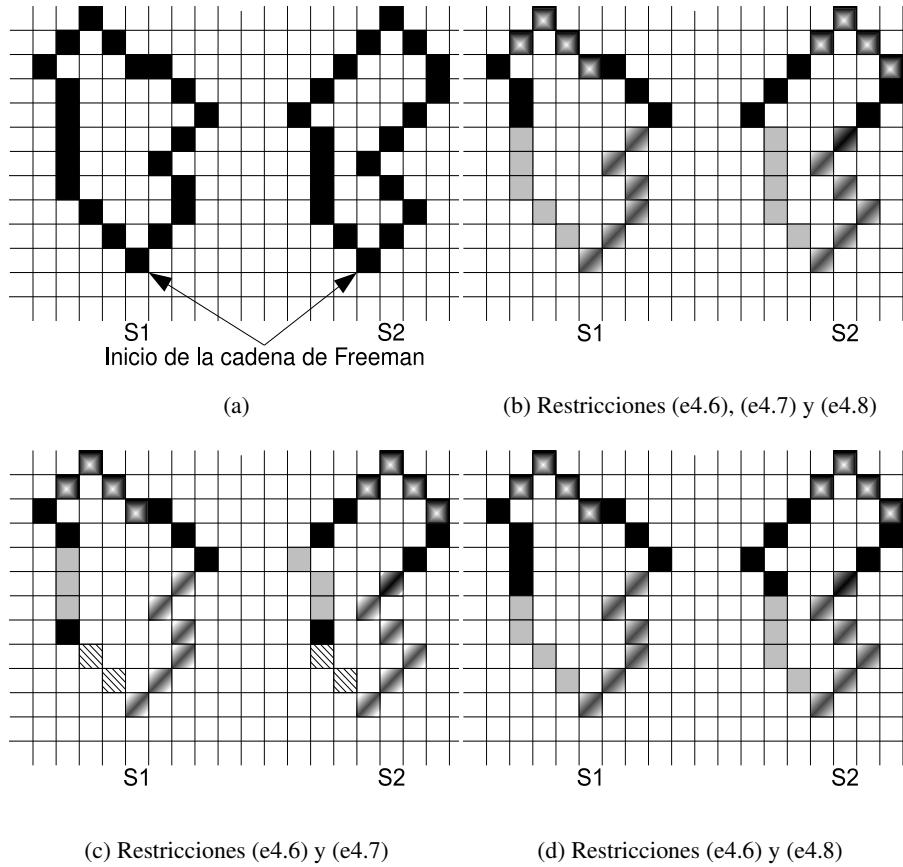 S1 S2
Inicio de la cadena de Freeman
(a)
(b) Restricciones (e4.6), (e4.7) y (e4.8)
S1 S2
S1 S2
S1 S2
(c) Restricciones (e4.6) y (e4.7)
(d) Restricciones (e4.6) y (e4.8)